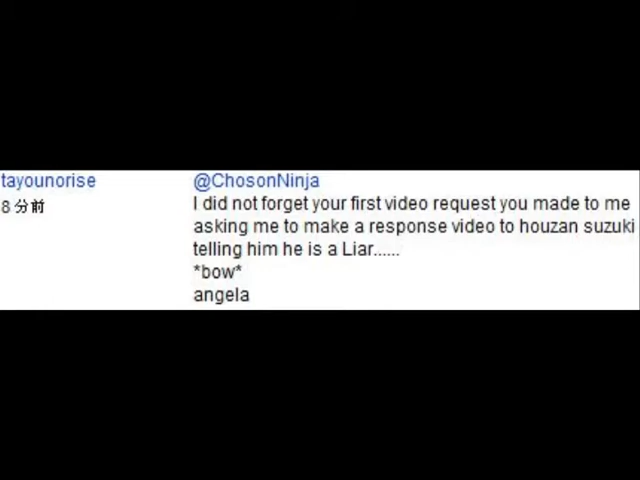 tayounorise
8 分前
@ChosonNinja
I did not forget your first video request you made to me
asking me to make a response video to houzan suzuki
telling him he is a Liar......
*bow*
angela